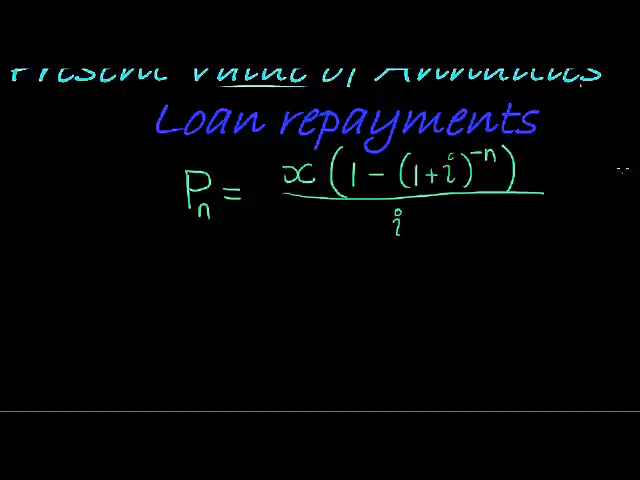 Present Value of Annuities
Loan repayments
Pn = x(1 - (1+i)^-n) / i